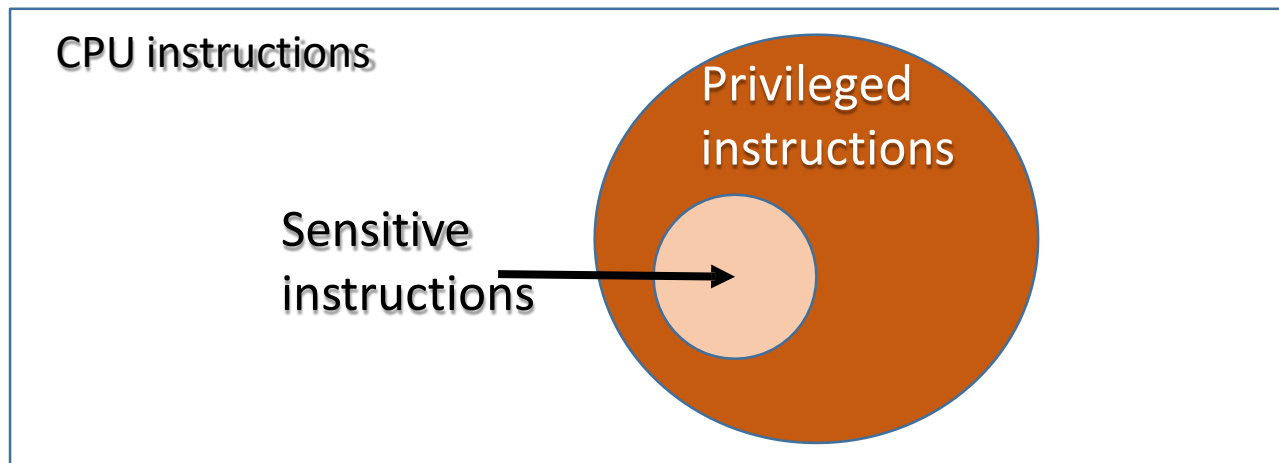 CPU instructions
Privileged
instructions
Sensitive
instructions